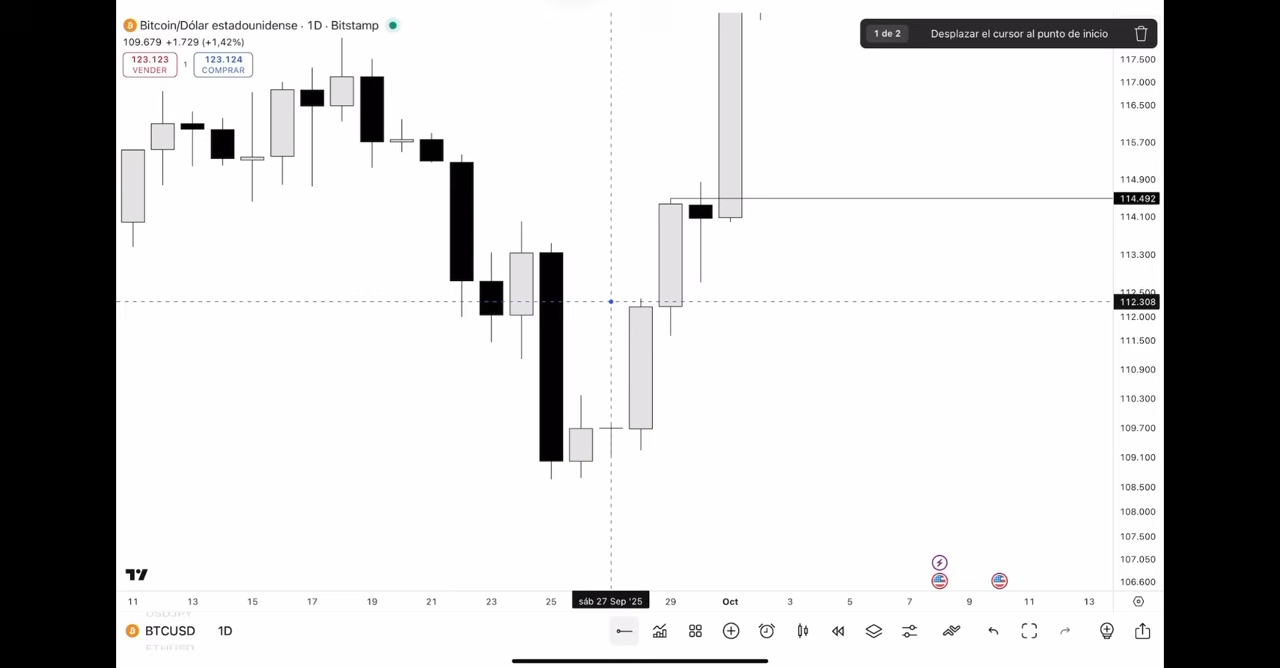 Bitcoin/Dólar estadounidense · 1D · Bitstamp
109.679 +1.729 (+1,42%)
123.123
VENDER
1
123.124
COMPRAR
1 de 2
Desplazar el cursor al punto de inicio
117.500
117.000
116.500
115.700
114.900
114.492
114.100
113.300
112.500
112.308
112.000
111.500
110.900
110.300
109.700
109.100
108.500
108.000
107.500
107.050
106.600
11 13 15 17 19 21 23 25 sáb 27 Sep '25 29 Oct 3 5 7 9 11 13
USDJPY
BTCUSD 1D
ETHUSD